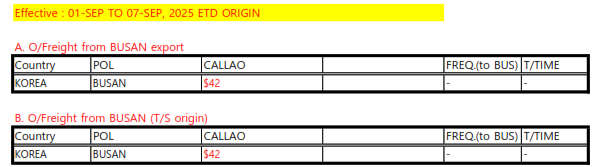 Effective : 01-SEP TO 07-SEP, 2025 ETD ORIGIN
A. O/Freight from BUSAN export
Country POL CALLAO FREQ.(to BUS) T/TIME
KOREA BUSAN $42 - -
B. O/Freight from BUSAN (T/S origin)
Country POL CALLAO FREQ.(to BUS) T/TIME
KOREA BUSAN $42 - -